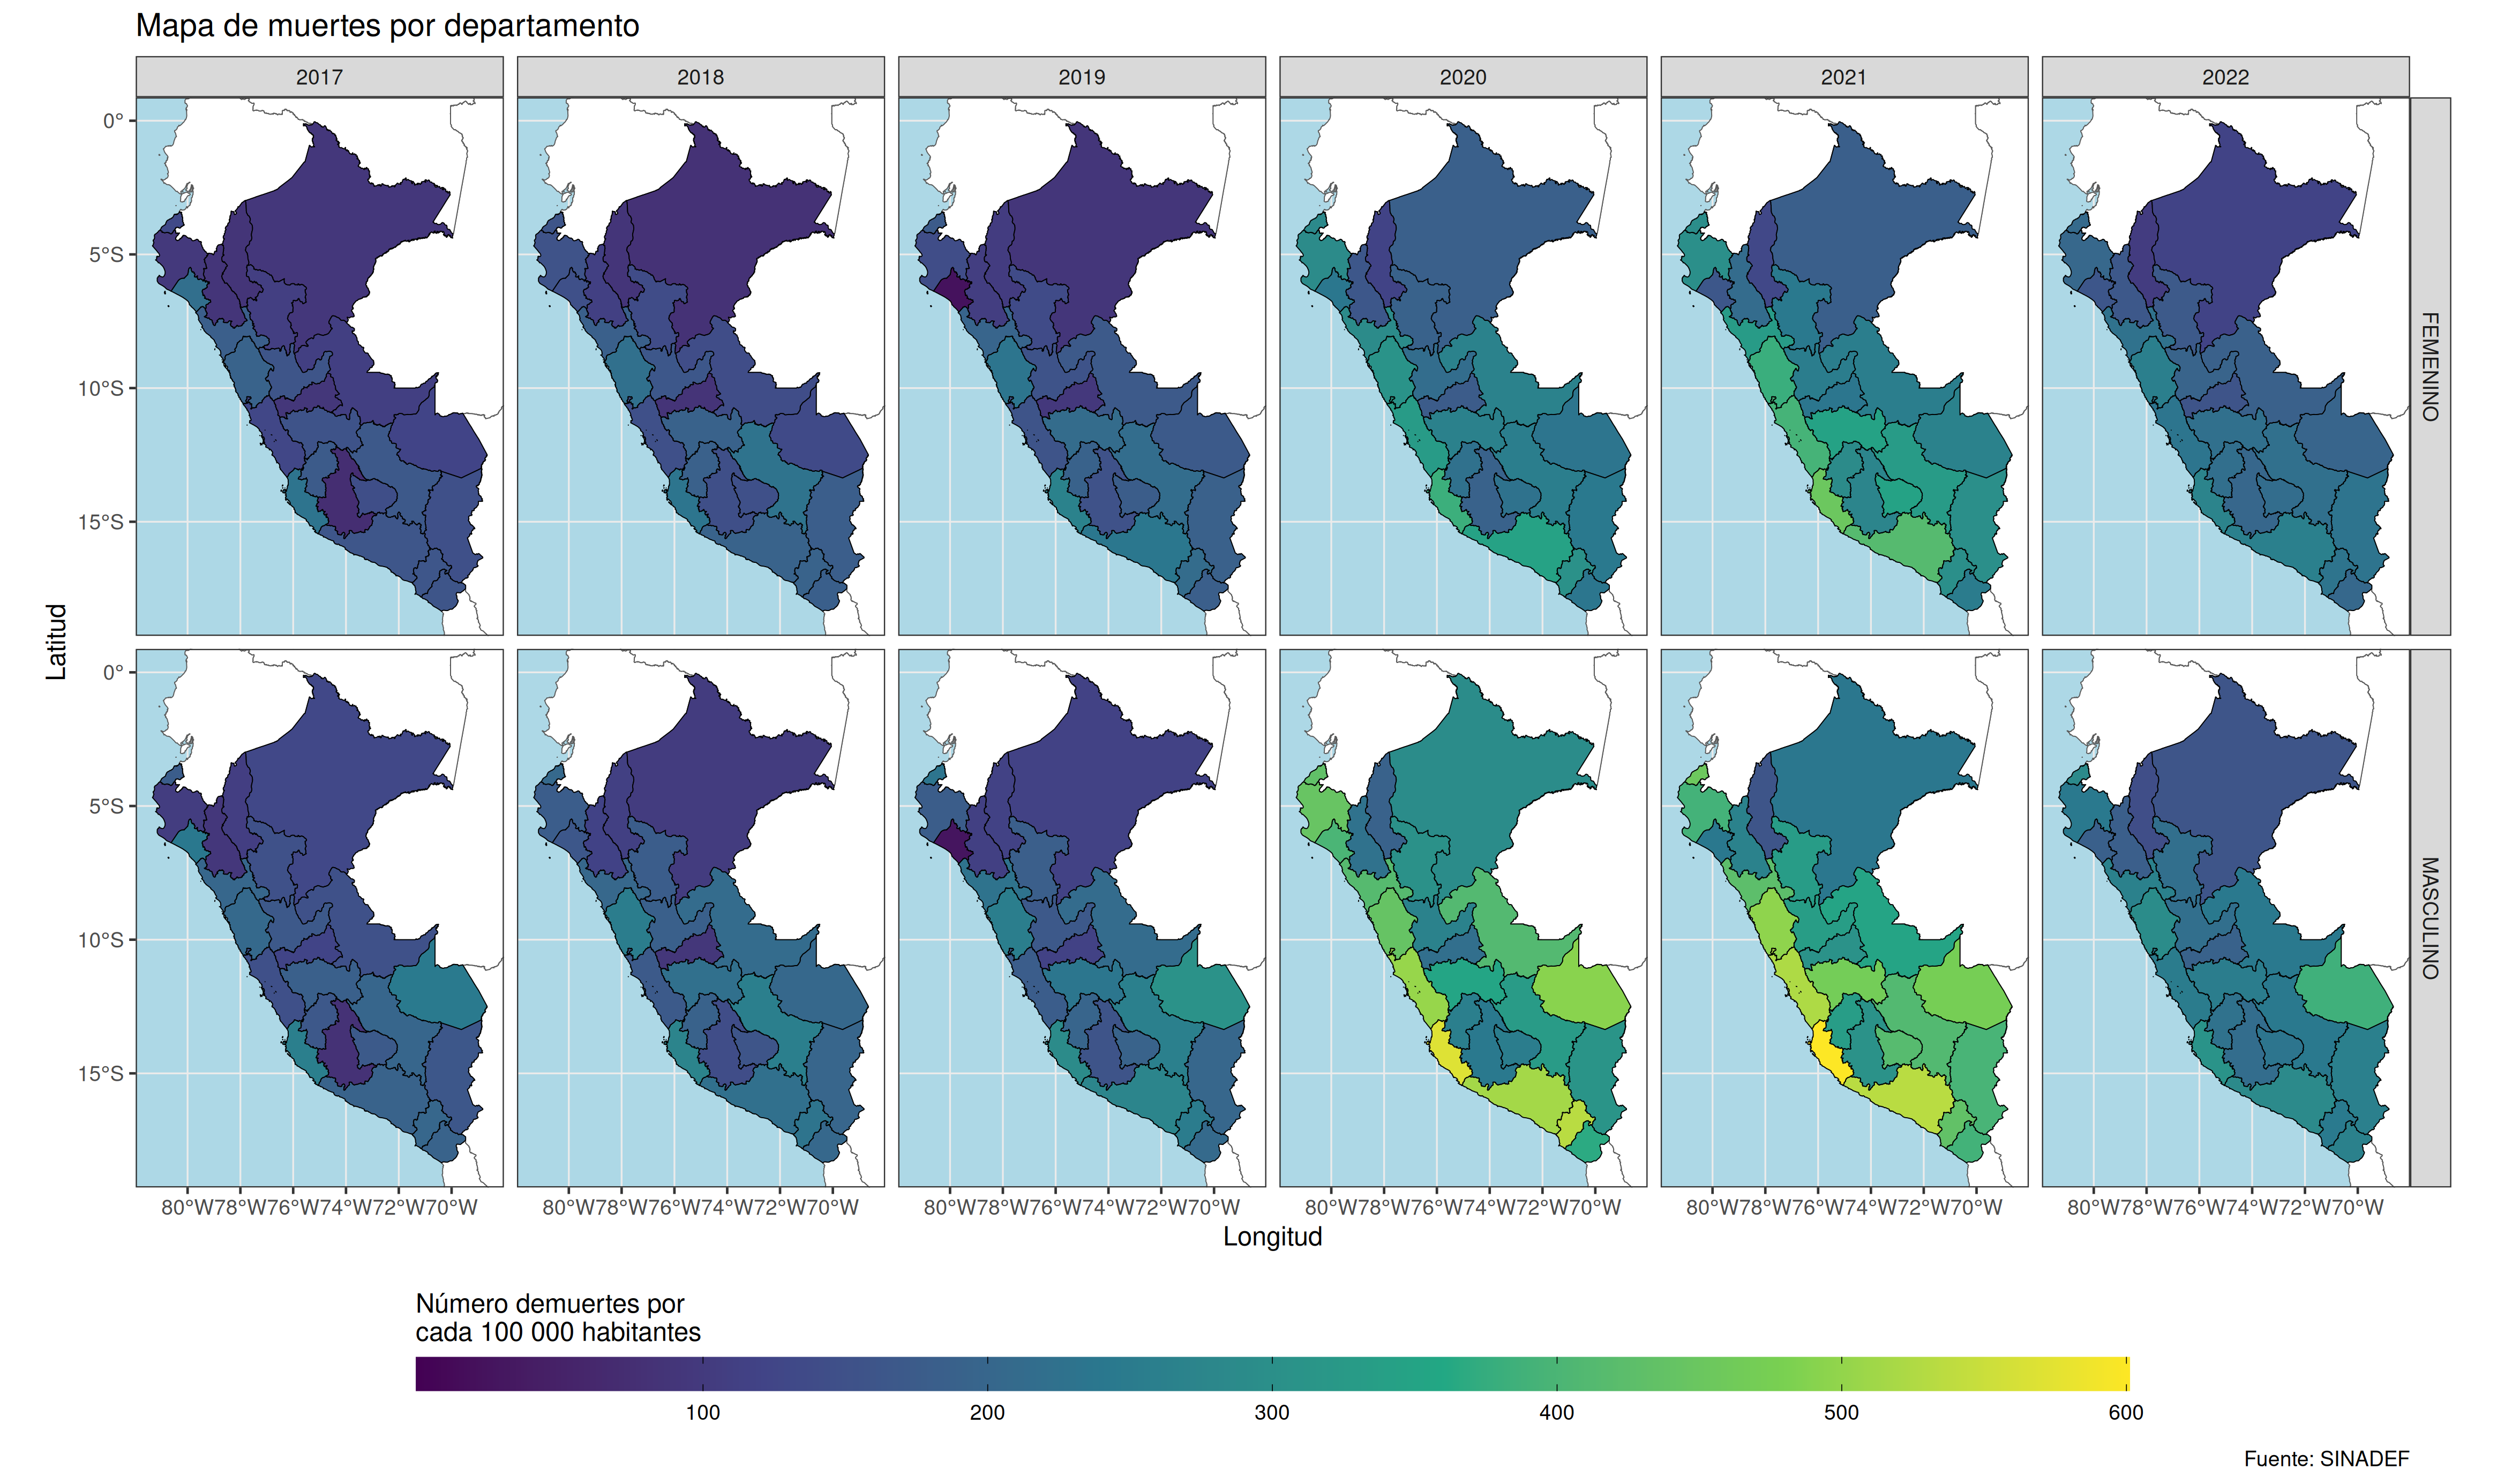 Mapa de muertes por departamento
2017 2018 2019 2020 2021 2022
0°
5°S
10°S
15°S
FEMENINO
0°
5°S
10°S
15°S
MASCULINO
Latitud
80°W78°W76°W74°W72°W70°W 80°W78°W76°W74°W72°W70°W 80°W78°W76°W74°W72°W70°W 80°W78°W76°W74°W72°W70°W 80°W78°W76°W74°W72°W70°W 80°W78°W76°W74°W72°W70°W
Longitud
Número demuertes por
cada 100 000 habitantes
100 200 300 400 500 600
Fuente: SINADEF